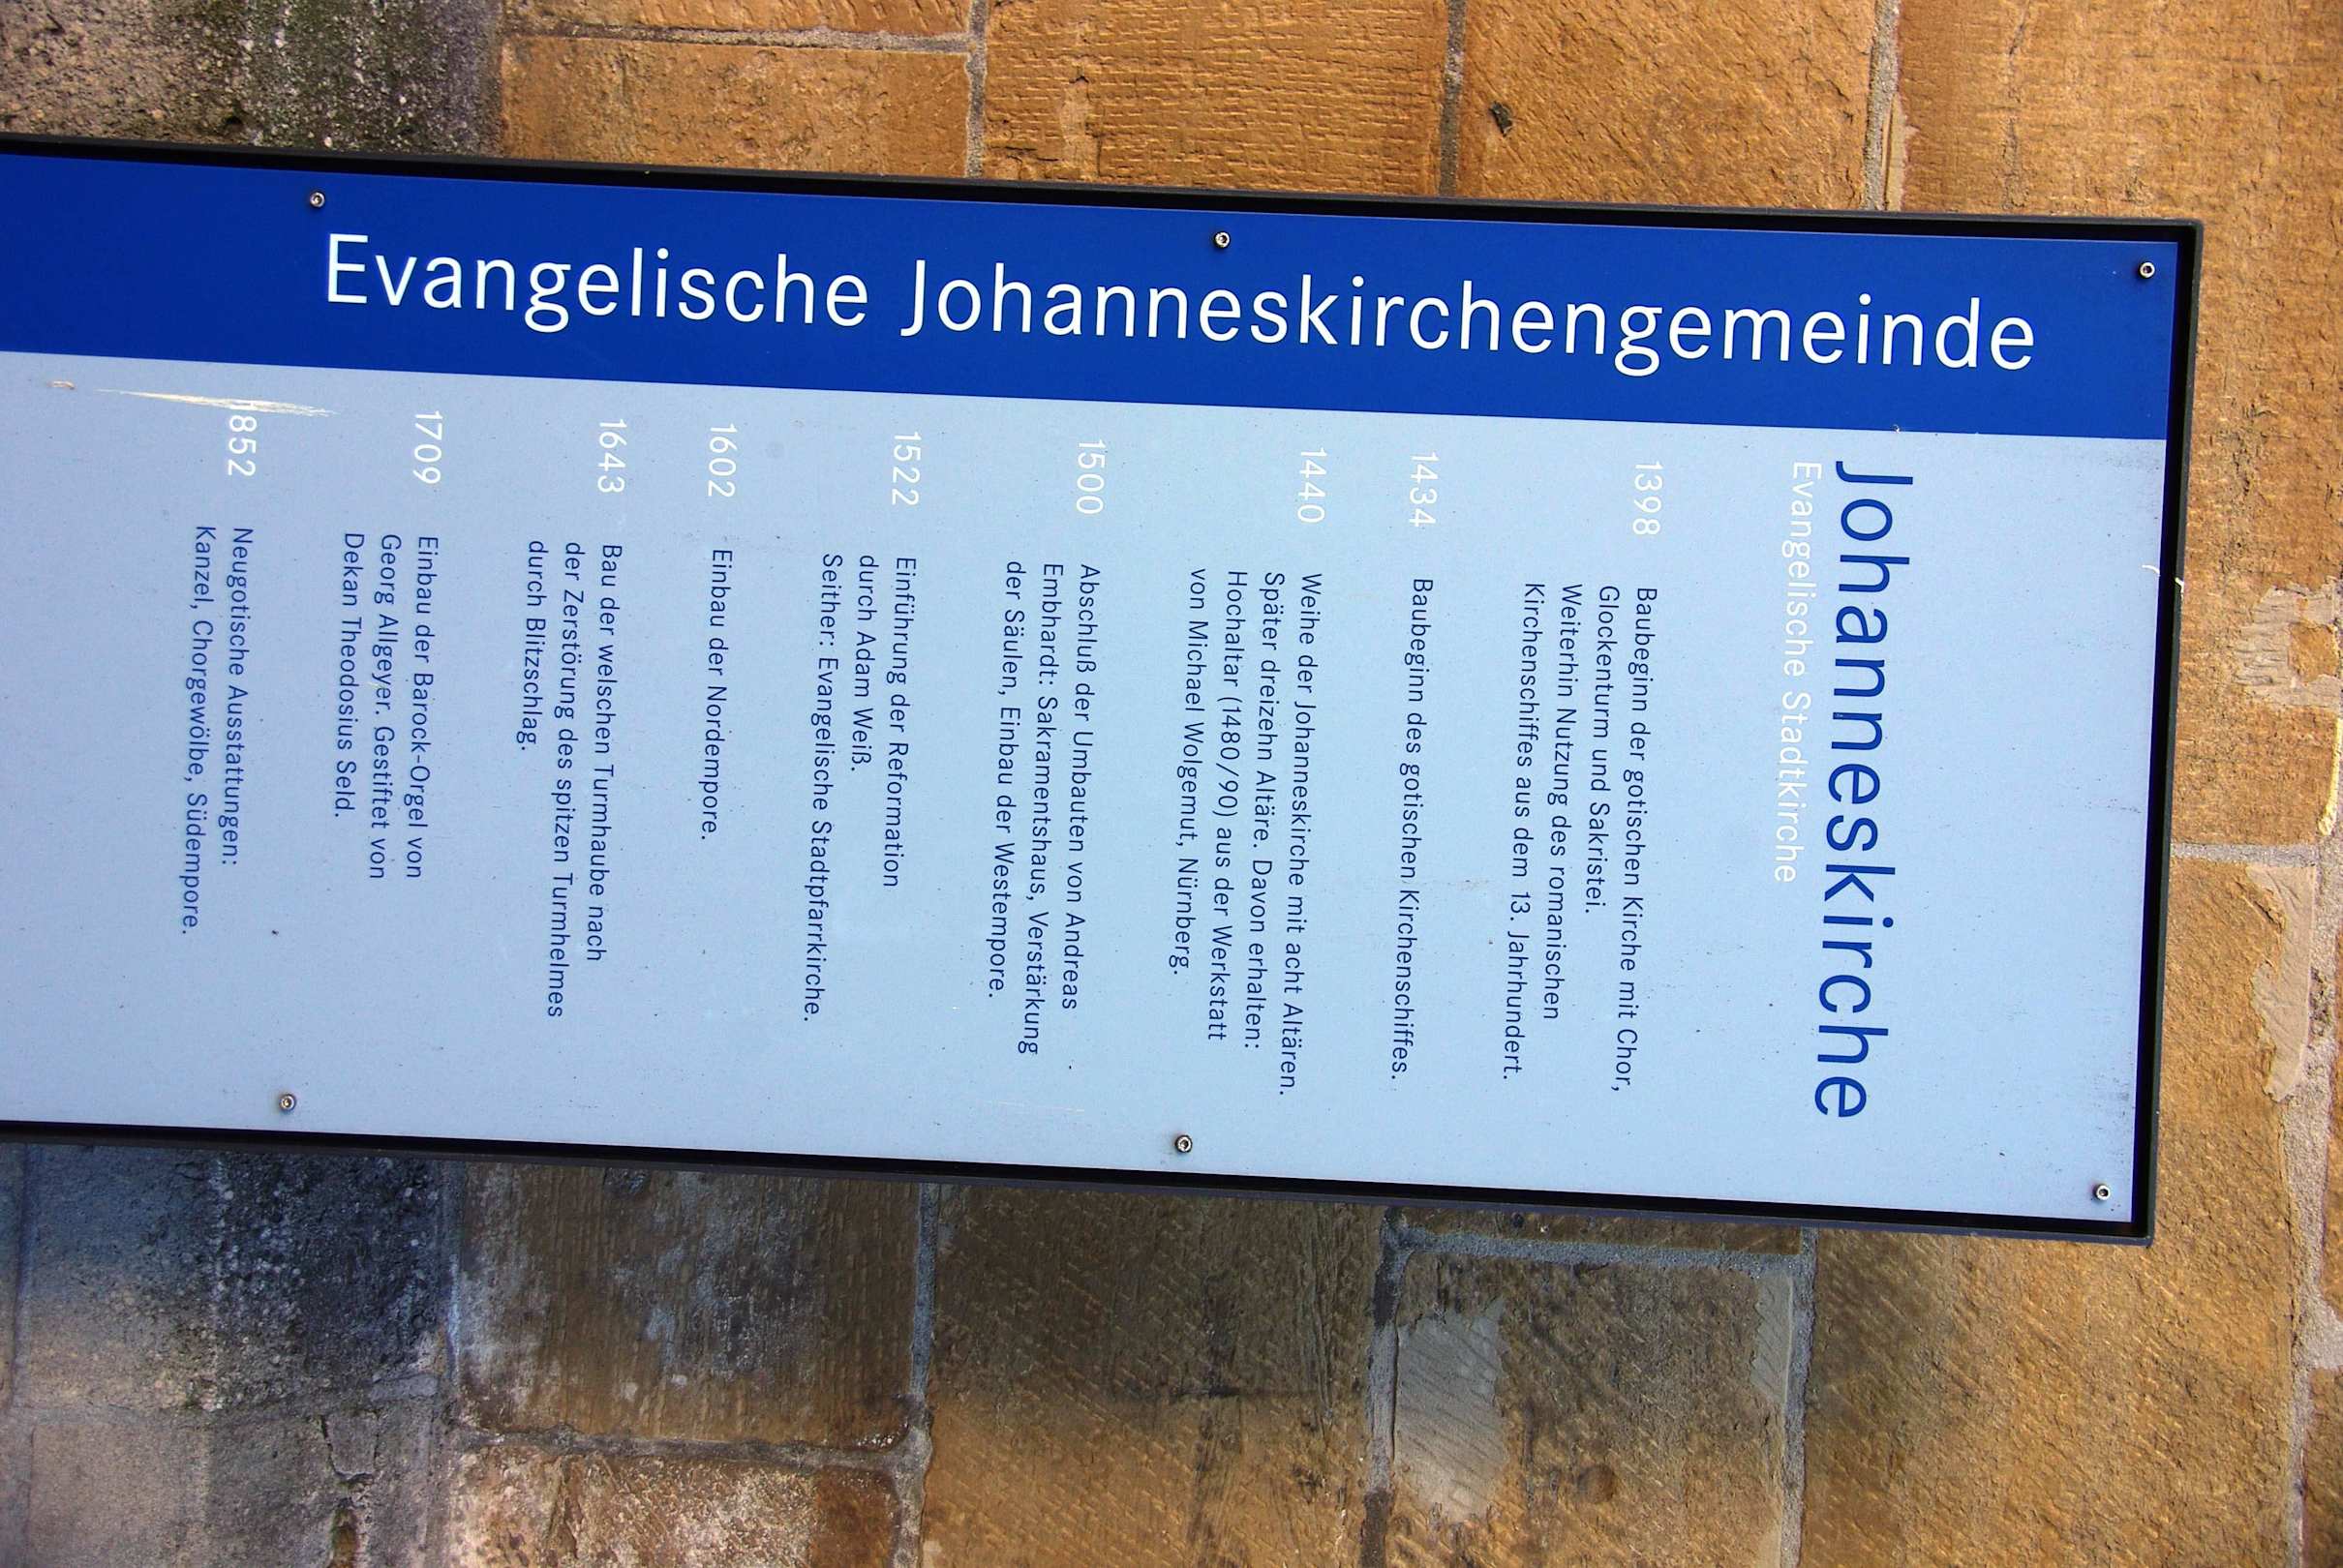 Evangelische Johanneskirchengemeinde
Johanneskirche
Evangelische Stadtkirche
1398 Baubeginn der gotischen Kirche mit Chor,
Glockenturm und Sakristei.
Weiterhin Nutzung des romanischen
Kirchenschiffes aus dem 13. Jahrhundert.
1434 Baubeginn des gotischen Kirchenschiffes.
1440 Weihe der Johanneskirche mit acht Altären.
Später dreizehn Altäre. Davon erhalten:
Hochaltar (1480/90) aus der Werkstatt
von Michael Wolgemut, Nürnberg.
1500 Abschluß der Umbauten von Andreas
Embhardt: Sakramentshaus, Verstärkung
der Säulen, Einbau der Westempore.
1522 Einführung der Reformation
durch Adam Weiß.
Seither: Evangelische Stadtpfarrkirche.
1602 Einbau der Nordempore.
1643 Bau der welschen Turmhaube nach
der Zerstörung des spitzen Turmhelmes
durch Blitzschlag.
1709 Einbau der Barock-Orgel von
Georg Allgeyer. Gestiftet von
Dekan Theodosius Seld.
1852 Neugotische Ausstattungen:
Kanzel, Chorgewölbe, Südempore.